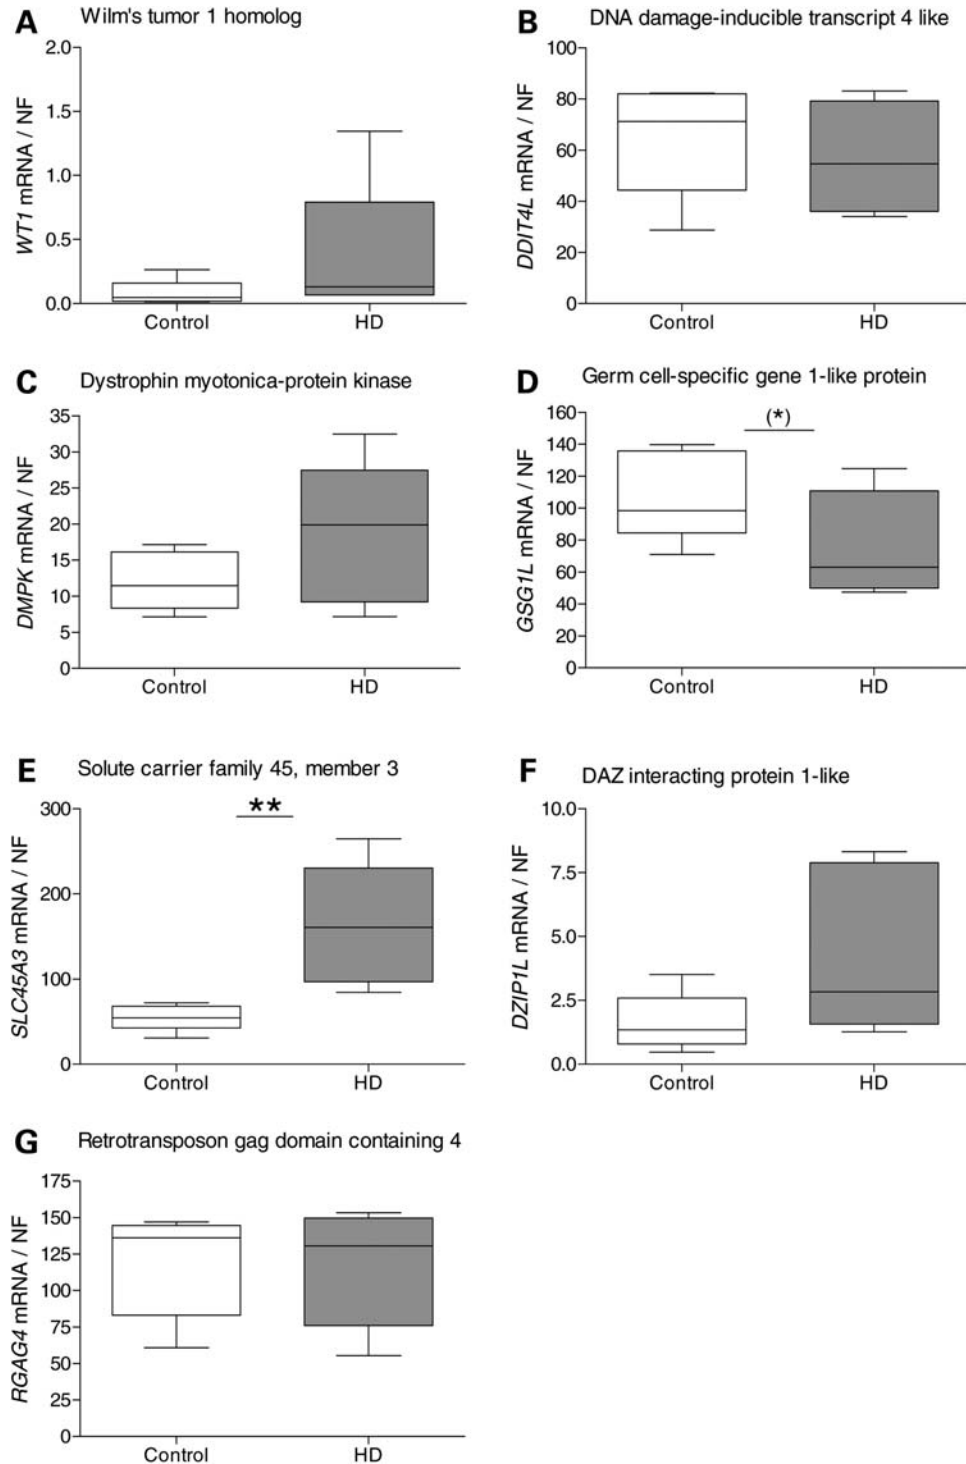 A Wilm's tumor 1 homolog
WT1 mRNA / NF
2.0
1.5
1.0
0.5
0.0
Control HD
B DNA damage-inducible transcript 4 like
DDIT4L mRNA / NF
100
80
60
40
20
0
Control HD
C Dystrophin myotonica-protein kinase
DMPK mRNA / NF
35
30
25
20
15
10
5
0
Control HD
D Germ cell-specific gene 1-like protein
GSG1L mRNA / NF
160
140
120
100
80
60
40
20
0
(*)
Control HD
E Solute carrier family 45, member 3
SLC45A3 mRNA / NF
300
200
100
0
**
Control HD
F DAZ interacting protein 1-like
DZIP1L mRNA / NF
10.0
7.5
5.0
2.5
0.0
Control HD
G Retrotransposon gag domain containing 4
RGAG4 mRNA / NF
175
150
125
100
75
50
25
0
Control HD